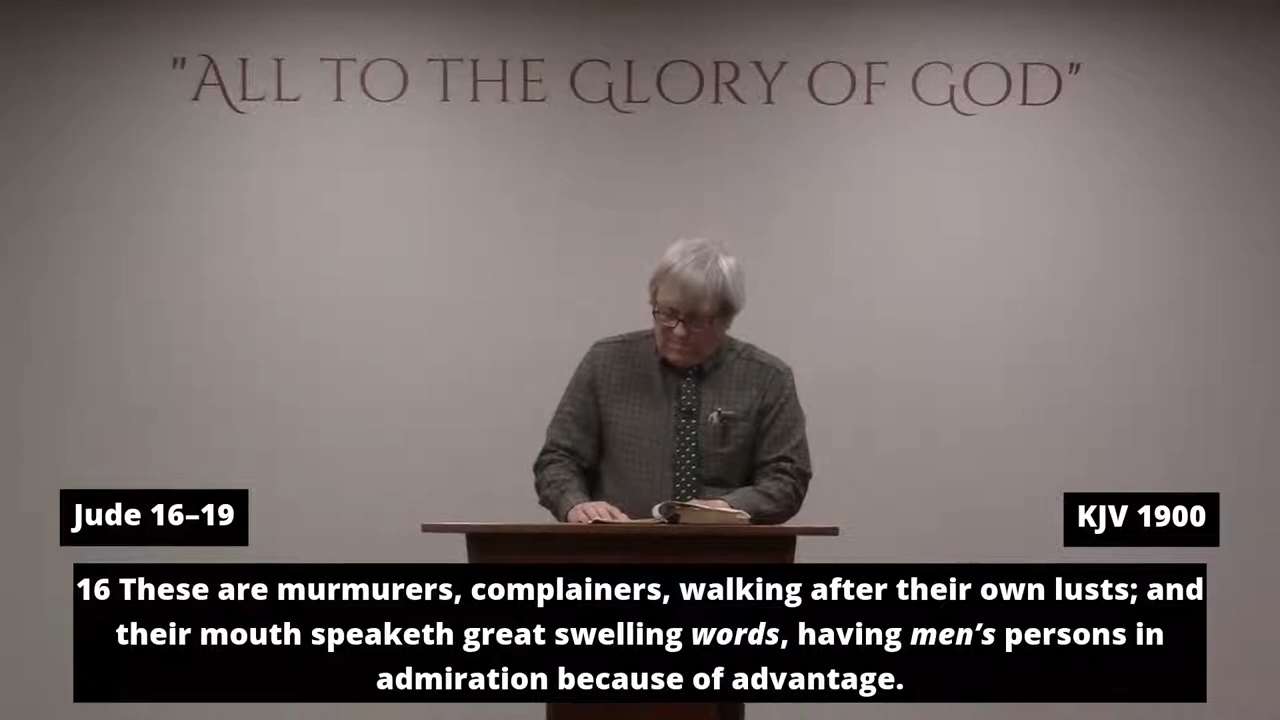 "ALL TO THE GLORY OF GOD"
Jude 16–19
KJV 1900
16 These are murmurers, complainers, walking after their own lusts; and
their mouth speaketh great swelling words, having men's persons in
admiration because of advantage.